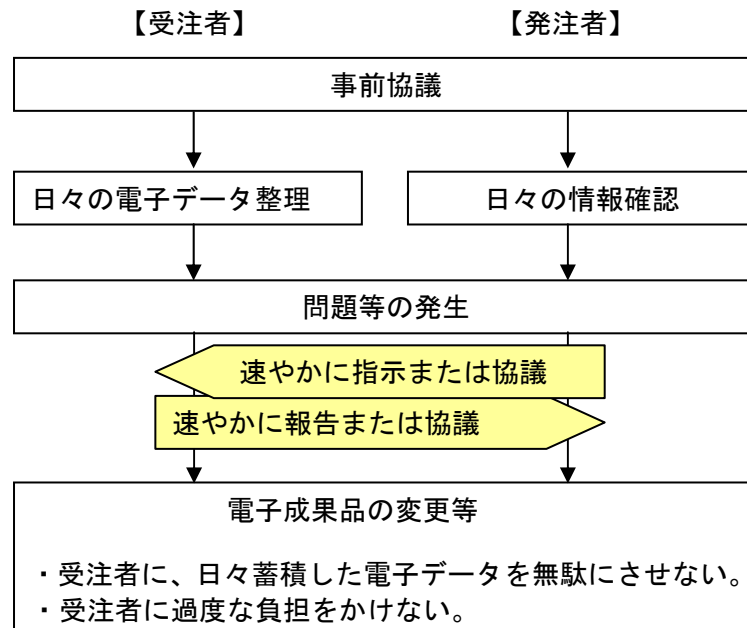 【受注者】
【発注者】
事前協議
日々の電子データ整理
日々の情報確認
問題等の発生
速やかに指示または協議
速やかに報告または協議
電子成果品の変更等
・受注者に、日々蓄積した電子データを無駄にさせない。
・受注者に過度な負担をかけない。